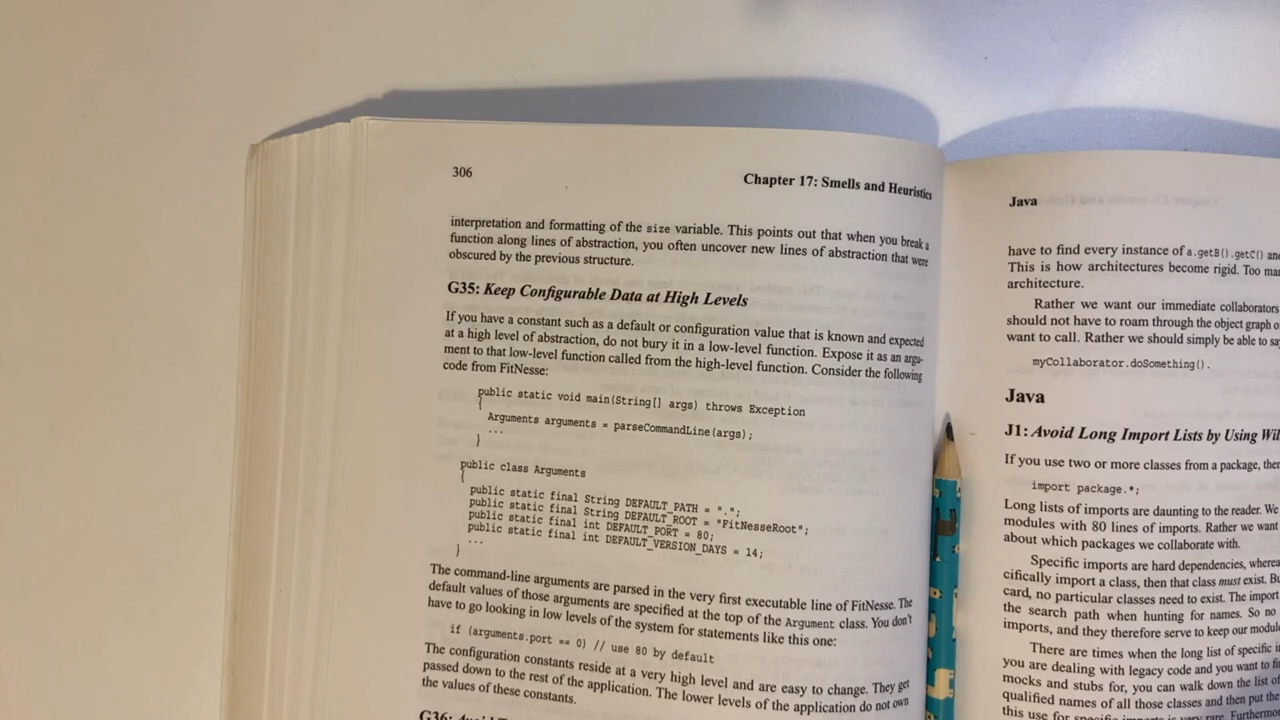 306
Chapter 17: Smells and Heuristics
interpretation and formatting of the size variable. This points out that when you break a
function along lines of abstraction, you often uncover new lines of abstraction that were
obscured by the previous structure.
G35: Keep Configurable Data at High Levels
If you have a constant such as a default or configuration value that is known and expected
at a high level of abstraction, do not bury it in a low-level function. Expose it as an argu-
ment to that low-level function called from the high-level function. Consider the following
code from FitNesse:
public static void main(String[] args) throws Exception
{
Arguments arguments = parseCommandLine(args);
...
}
public class Arguments
{
public static final String DEFAULT_PATH = ".";
public static final String DEFAULT_ROOT = "FitNesseRoot";
public static final int DEFAULT_PORT = 80;
public static final int DEFAULT_VERSION_DAYS = 14;
...
}
The command-line arguments are parsed in the very first executable line of FitNesse. The
default values of those arguments are specified at the top of the Argument class. You don't
have to go looking in low levels of the system for statements like this one:
if (arguments.port == 0) // use 80 by default
The configuration constants reside at a very high level and are easy to change. They get
passed down to the rest of the application. The lower levels of the application do not own
the values of these constants.
G36:
Java
have to find every instance of a.getB().getC() and
This is how architectures become rigid. Too
architecture.
Rather we want our immediate collaborators
should not have to roam through the object graph
want to call. Rather we should simply be able to
myCollaborator.doSomething().
Java
J1: Avoid Long Import Lists by Using
If you use two or more classes from a package,
import package.*;
Long lists of imports are daunting to the reader. We
modules with 80 lines of imports. Rather we want
about which packages we collaborate with.
Specific imports are hard dependencies,
cifically import a class, then that class must exist.
card, no particular classes need to exist. The import
the search path when hunting for names. So no
imports, and they therefore serve to keep our
There are times when the long list of specific
you are dealing with legacy code and you want to
mocks and stubs for, you can walk down the list of
qualified names of all those classes and then put the
this use for specific imports is very rare.